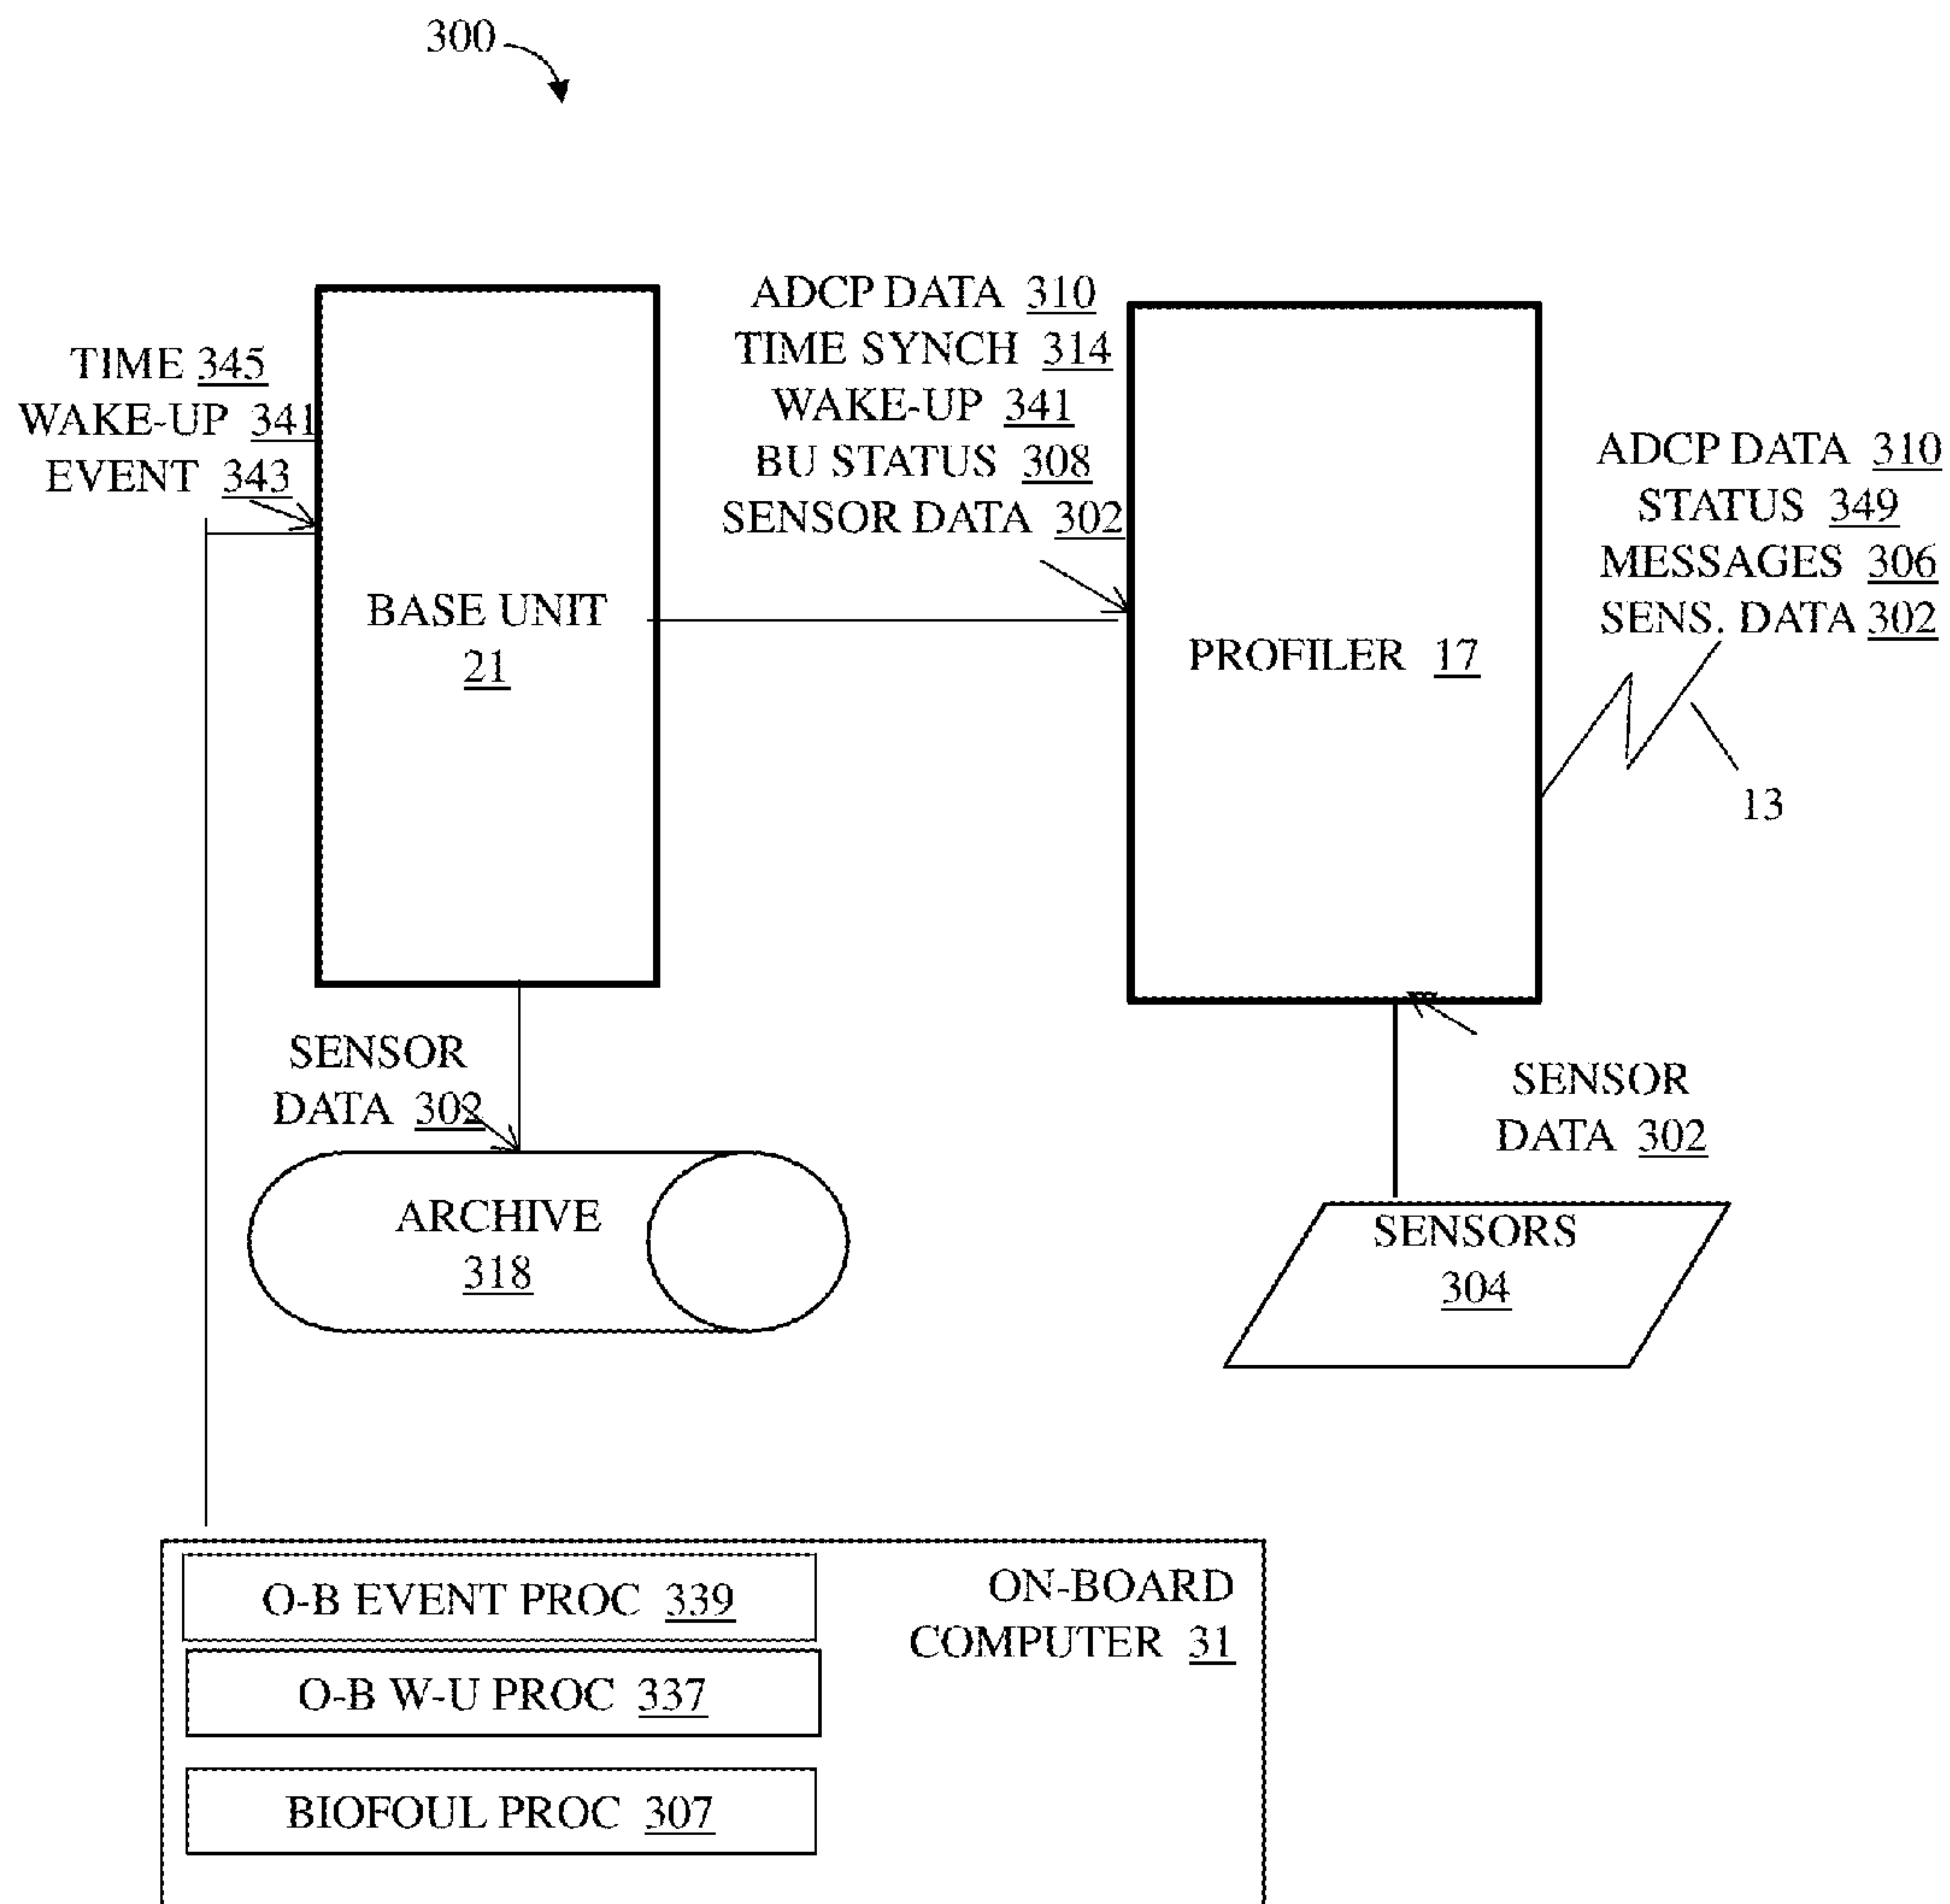 300
TIME 345
WAKE-UP 341
EVENT 343
BASE UNIT
21
ADCP DATA 310
TIME SYNCH 314
WAKE-UP 341
BU STATUS 308
SENSOR DATA 302
PROFILER 17
ADCP DATA 310
STATUS 349
MESSAGES 306
SENS. DATA 302
13
SENSOR
DATA 302
ARCHIVE
318
SENSOR
DATA 302
SENSORS
304
O-B EVENT PROC 339
O-B W-U PROC 337
BIOFOUL PROC 307
ON-BOARD
COMPUTER 31